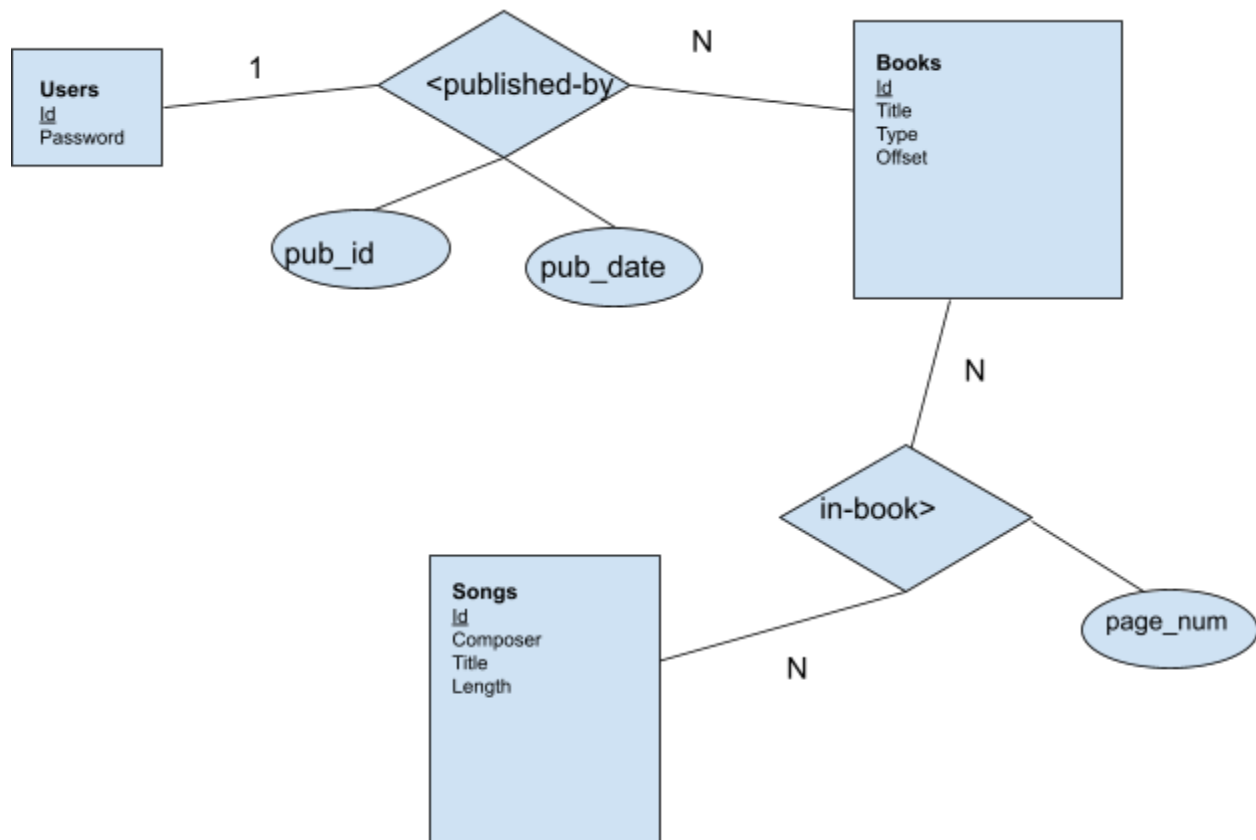 N
1
Users
Id
Password
<published-by
Books
Id
Title
Type
Offset
pub_id
pub_date
N
in-book>
Songs
Id
Composer
Title
Length
page_num
N